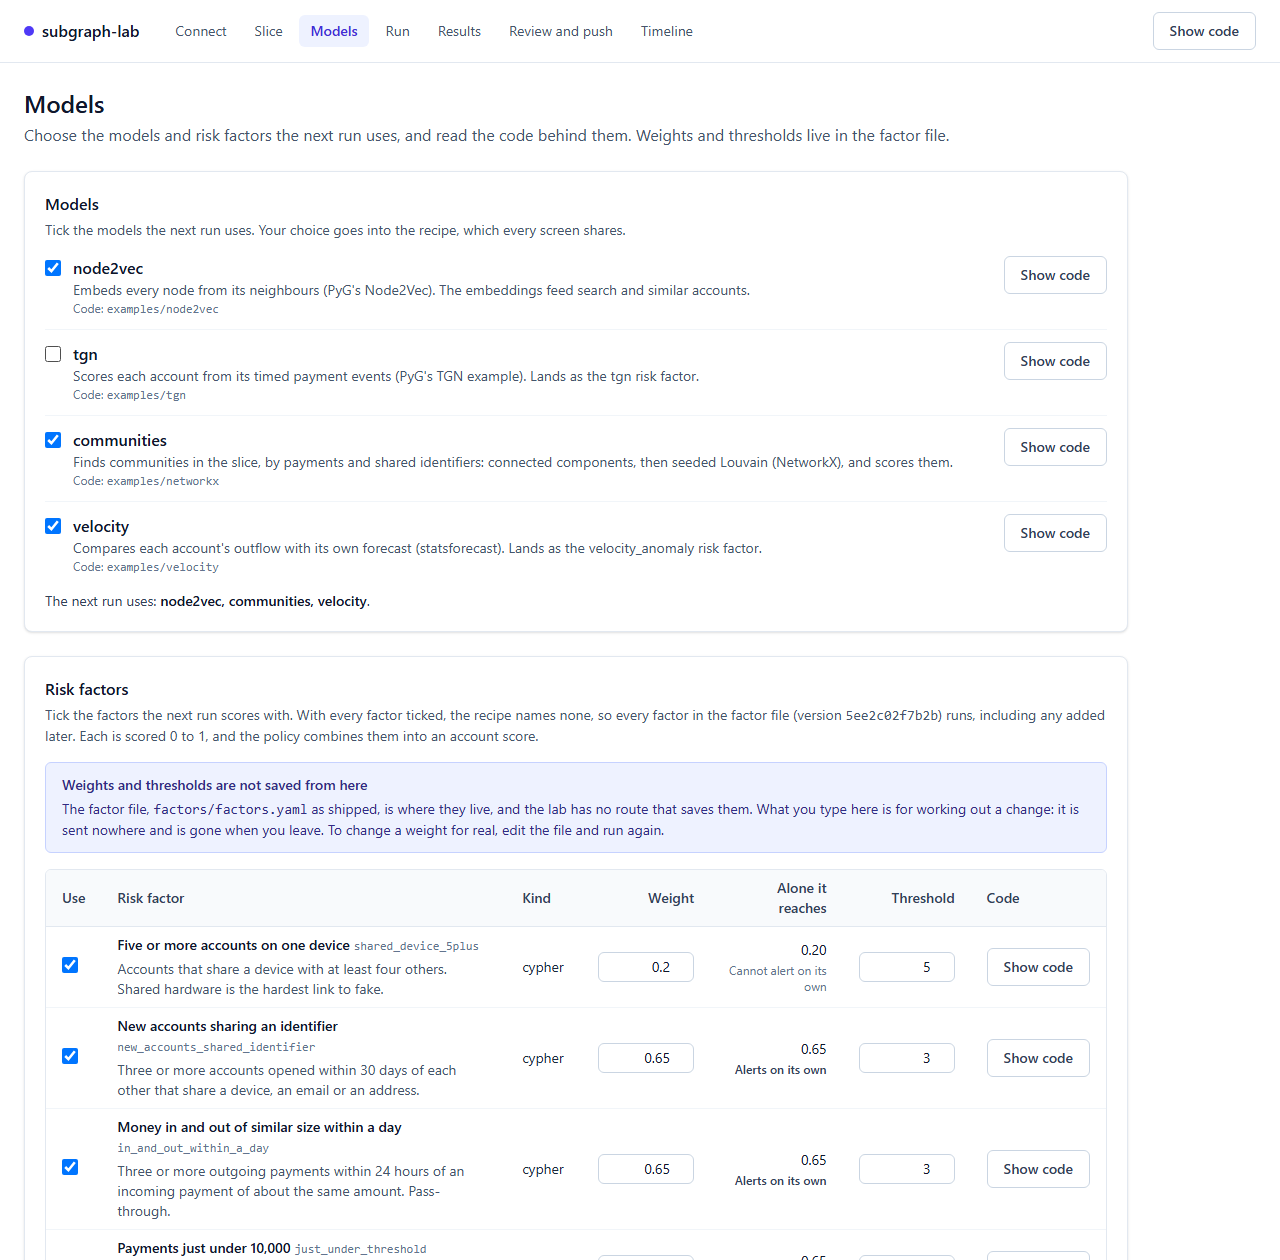 subgraph-lab
Connect
Slice
Models
Run
Results
Review and push
Timeline
Show code
Models
Choose the models and risk factors the next run uses, and read the code behind them. Weights and thresholds live in the factor file.
Models
Tick the models the next run uses. Your choice goes into the recipe, which every screen shares.
node2vec
Show code
Embeds every node from its neighbours (PyG's Node2Vec). The embeddings feed search and similar accounts.
Code: examples/node2vec
tgn
Show code
Scores each account from its timed payment events (PyG's TGN example). Lands as the tgn risk factor.
Code: examples/tgn
communities
Show code
Finds communities in the slice, by payments and shared identifiers: connected components, then seeded Louvain (NetworkX), and scores them.
Code: examples/networkx
velocity
Show code
Compares each account's outflow with its own forecast (statsforecast). Lands as the velocity_anomaly risk factor.
Code: examples/velocity
The next run uses: node2vec, communities, velocity.
Risk factors
Tick the factors the next run scores with. With every factor ticked, the recipe names none, so every factor in the factor file (version 5ee2c02f7b2b) runs, including any added
later. Each is scored 0 to 1, and the policy combines them into an account score.
Weights and thresholds are not saved from here
The factor file, factors/factors.yaml as shipped, is where they live, and the lab has no route that saves them. What you type here is for working out a change: it is
sent nowhere and is gone when you leave. To change a weight for real, edit the file and run again.
Use
Risk factor
Kind
Weight
Alone it
reaches
Threshold
Code
Five or more accounts on one device shared_device_5plus
Accounts that share a device with at least four others.
Shared hardware is the hardest link to fake.
cypher
0.2
0.20
Cannot alert on its
own
5
Show code
New accounts sharing an identifier
new_accounts_shared_identifier
Three or more accounts opened within 30 days of each
other that share a device, an email or an address.
cypher
0.65
0.65
Alerts on its own
3
Show code
Money in and out of similar size within a day
in_and_out_within_a_day
Three or more outgoing payments within 24 hours of an
incoming payment of about the same amount. Pass-
through.
cypher
0.65
0.65
Alerts on its own
3
Show code
Payments just under 10,000 just_under_threshold
0.65